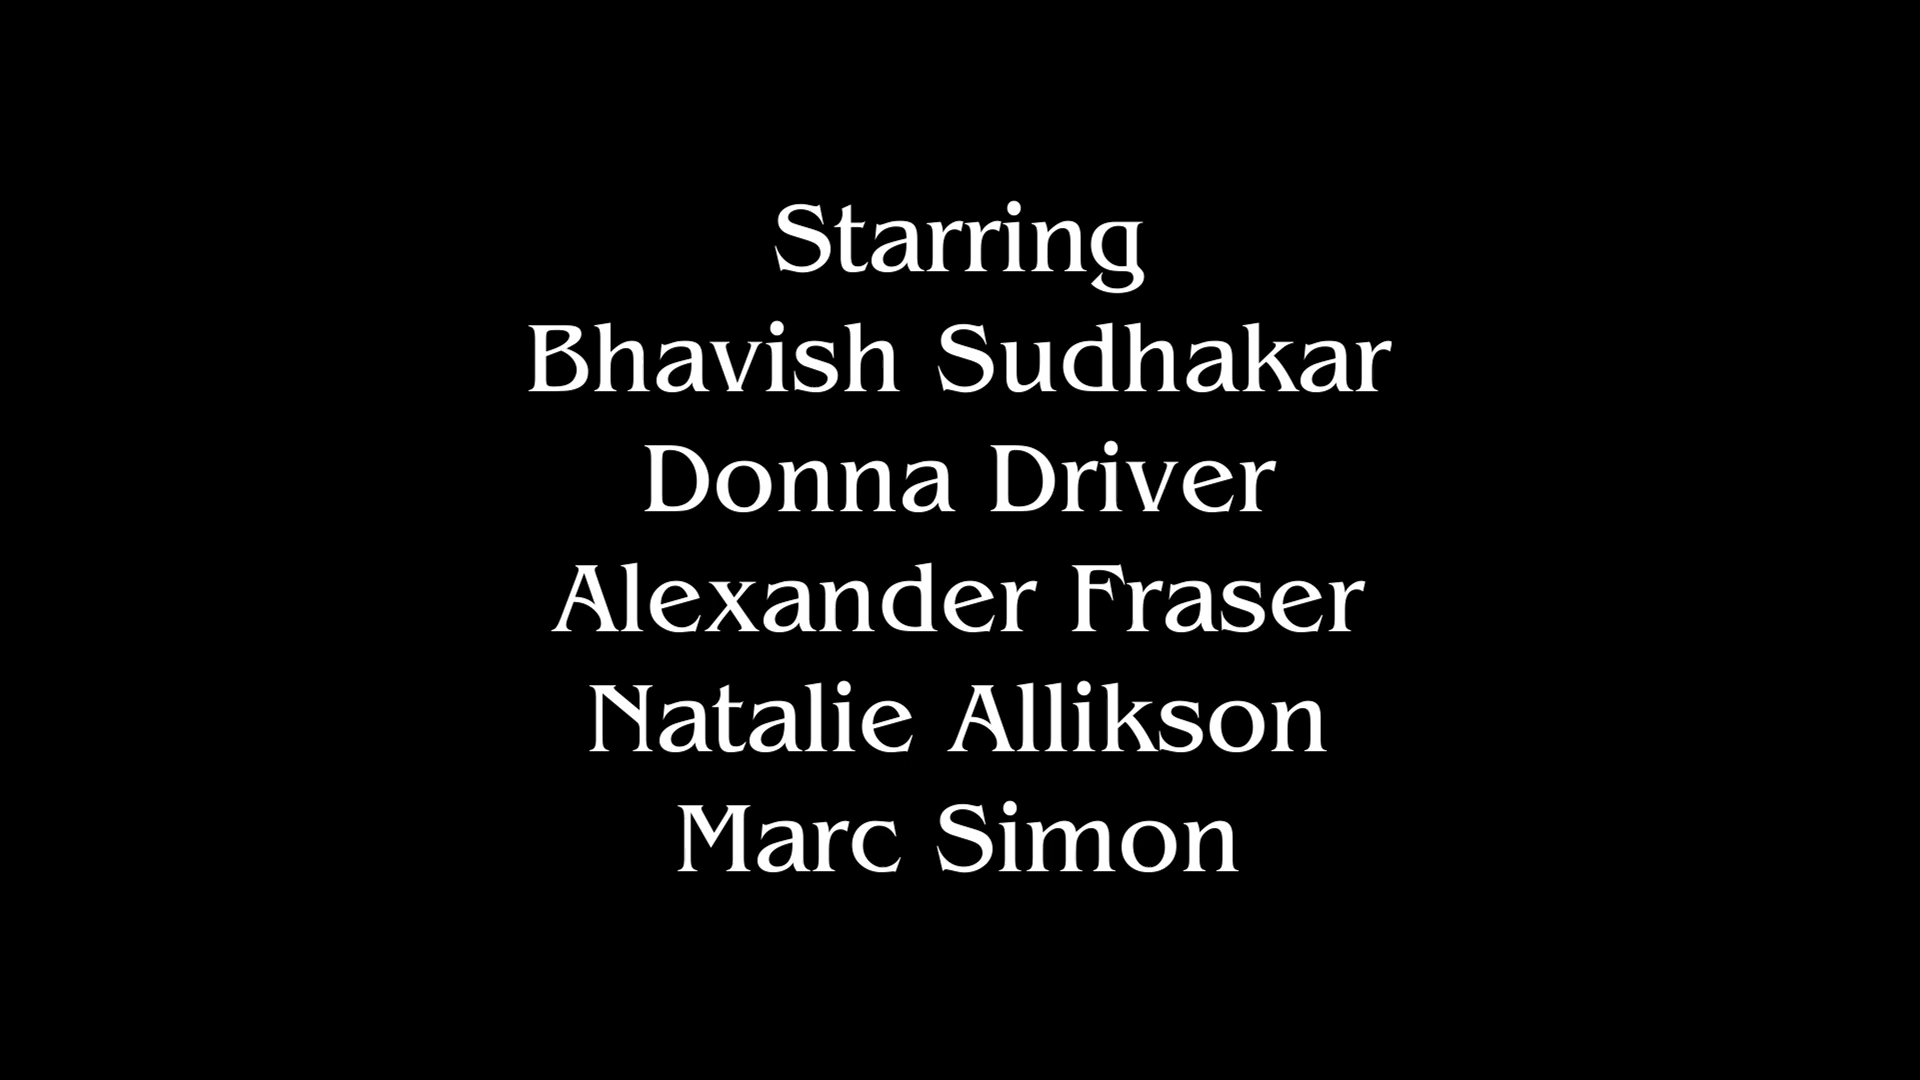 Starring
Bhavish Sudhakar
Donna Driver
Alexander Fraser
Natalie Allikson
Marc Simon